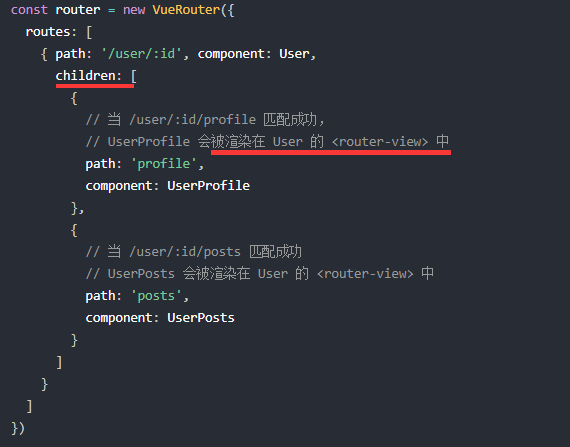 const router = new VueRouter({
  routes: [
    { path: '/user/:id', component: User,
      children: [
        {
          // 当 /user/:id/profile 匹配成功，
          // UserProfile 会被渲染在 User 的 <router-view> 中
          path: 'profile',
          component: UserProfile
        },
        {
          // 当 /user/:id/posts 匹配成功
          // UserPosts 会被渲染在 User 的 <router-view> 中
          path: 'posts',
          component: UserPosts
        }
      ]
    }
  ]
})